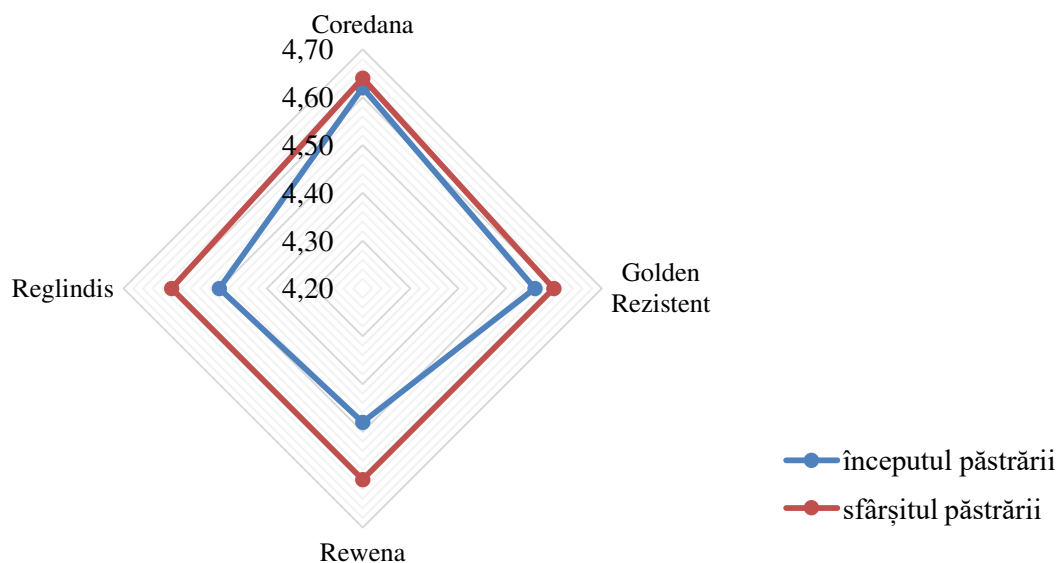 Coredana
4,70
4,60
4,50
4,40
4,30
4,20
Reglindis
Golden
Rezistent
Rewena
începutul păstrării
sfârșitul păstrării